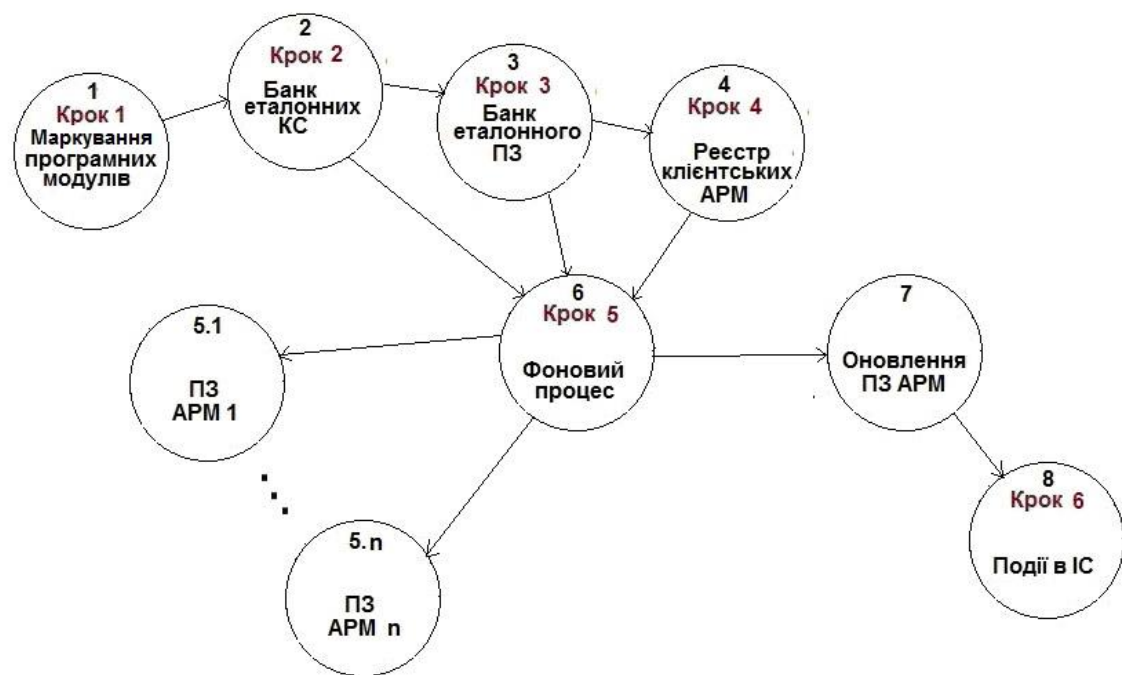 1
Крок 1
Маркування
програмних
модулів
2
Крок 2
Банк
еталонних
КС
3
Крок 3
Банк
еталонного
ПЗ
4
Крок 4
Реєстр
клієнтських
АРМ
5.1
ПЗ
АРМ 1
6
Крок 5
Фоновий
процес
7
Оновлення
ПЗ АРМ
5.n
ПЗ
АРМ n
8
Крок 6
Події в ІС